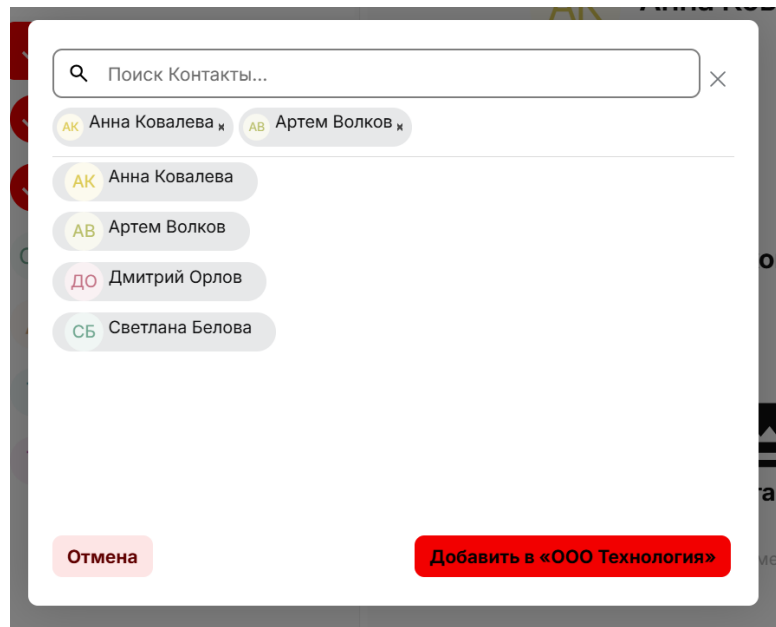 Поиск Контакты...
АК Анна Ковалева × АВ Артем Волков ×
АК Анна Ковалева
АВ Артем Волков
ДО Дмитрий Орлов
СБ Светлана Белова
Отмена Добавить в «ООО Технология»